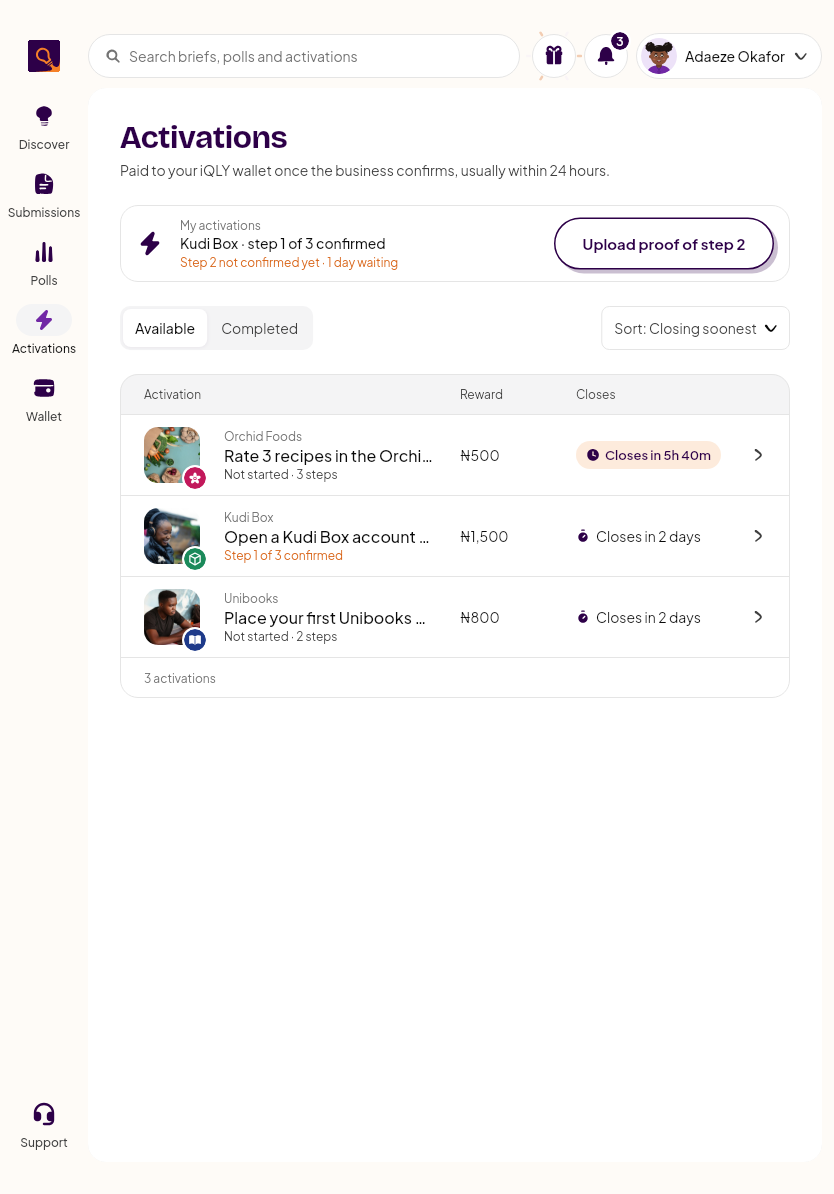 Search briefs, polls and activations
3
Adaeze Okafor
Discover
Submissions
Polls
Activations
Wallet
Support
Activations
Paid to your iQLY wallet once the business confirms, usually within 24 hours.
My activations
Kudi Box · step 1 of 3 confirmed
Step 2 not confirmed yet · 1 day waiting
Upload proof of step 2
Available
Completed
Sort: Closing soonest
Activation
Reward
Closes
Orchid Foods
Rate 3 recipes in the Orchi...
Not started · 3 steps
₦500
Closes in 5h 40m
Kudi Box
Open a Kudi Box account ...
Step 1 of 3 confirmed
₦1,500
Closes in 2 days
Unibooks
Place your first Unibooks ...
Not started · 2 steps
₦800
Closes in 2 days
3 activations